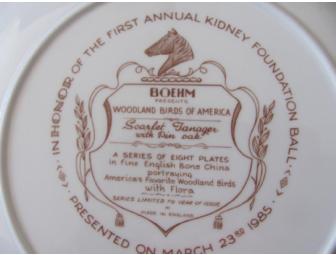 IN HONOR OF THE FIRST ANNUAL KIDNEY FOUNDATION BALL
BOEHM
PRESENTS
WOODLAND BIRDS OF AMERICA
Scarlet Tanager
with Pin oak
A SERIES OF EIGHT PLATES
in fine English Bone China
portraying
America's Favorite Woodland Birds
with Flora
SERIES LIMITED TO YEAR OF ISSUE
MADE IN ENGLAND
PRESENTED ON MARCH 23RD 1985